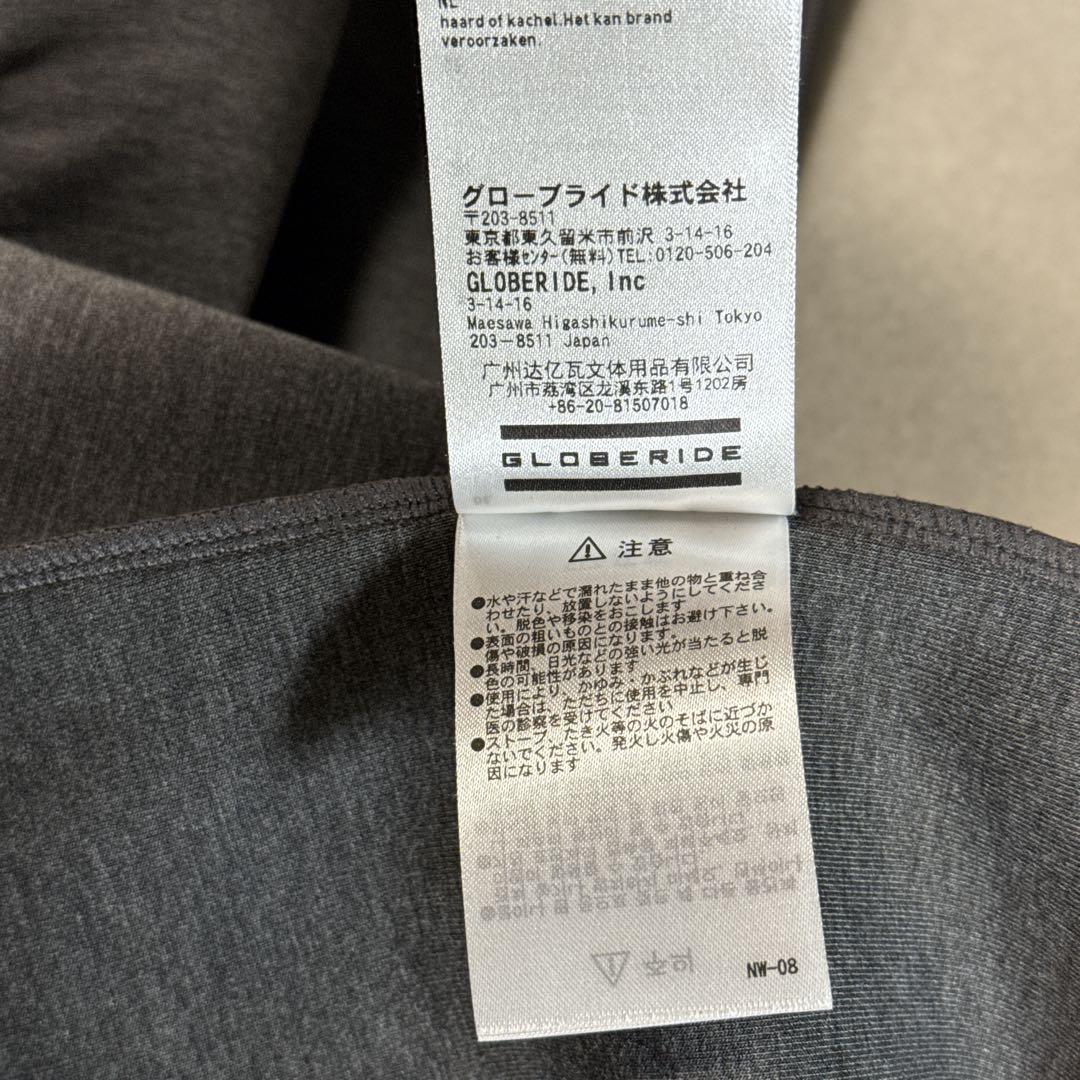 NL
haard of kachel.Het kan brand
veroorzaken.
グローブライド株式会社
〒203-8511
東京都東久留米市前沢 3-14-16
お客様ｾﾝﾀｰ(無料)TEL:0120-506-204
GLOBERIDE, Inc
3-14-16
Maesawa Higashikurume-shi Tokyo
203-8511 Japan
广州达亿瓦文体用品有限公司
广州市荔湾区龙溪东路1号1202房
+86-20-81507018
GLOBERIDE
⚠ 注意
●水や汗などで濡れたまま他の物と重ね合
わせたり、放置しないようにしてくださ
い。脱色や移染をおこします。
●表面の粗いものとの接触はお避け下さい。
傷や破損の原因になります。
●長時間、日光などの強い光が当たると脱
色の可能性があります
●使用により、かゆみ・かぶれなどが生じ
た場合は、ただちに使用を中止し、専門
医の診察を受けてください
●ストーブ、たき火等の火のそばに近づか
ないでください。発火し火傷や火災の原
因になります
NW-08